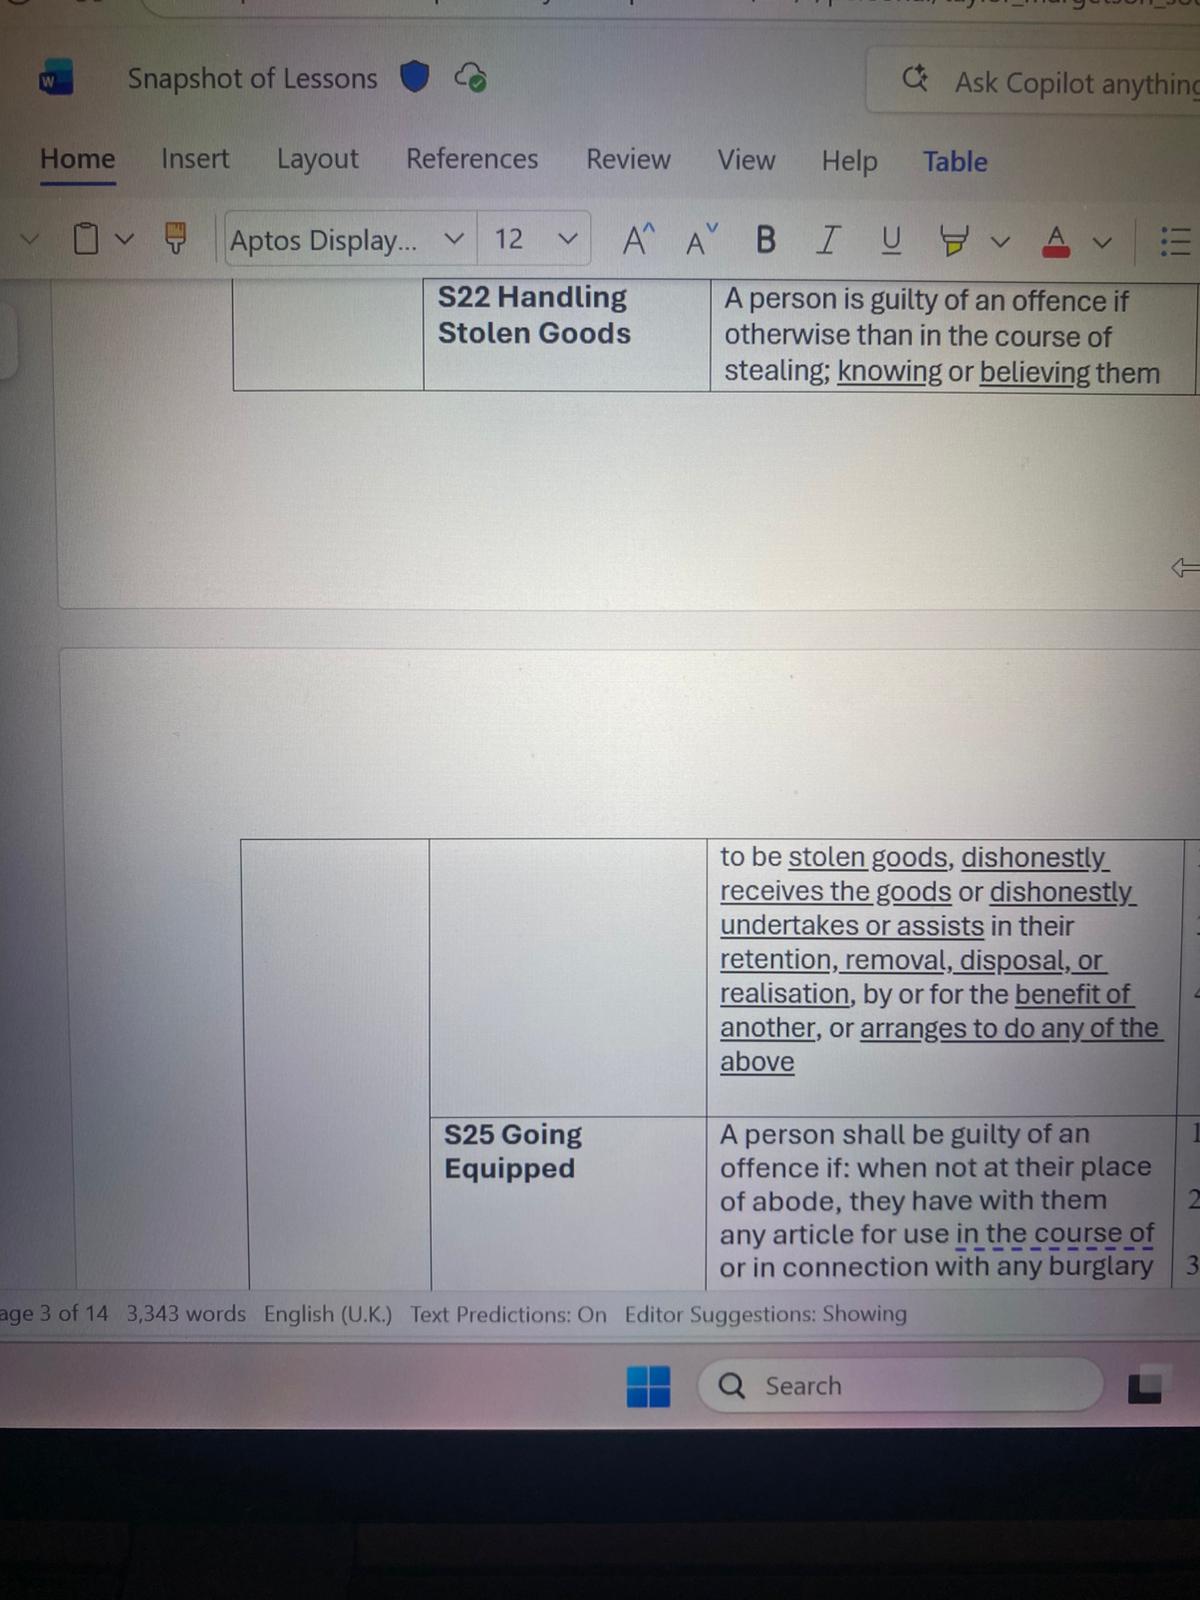 Snapshot of Lessons
Ask Copilot anything
Home Insert Layout References Review View Help Table
Aptos Display... 12
S22 Handling
Stolen Goods
A person is guilty of an offence if
otherwise than in the course of
stealing; knowing or believing them
to be stolen goods, dishonestly
receives the goods or dishonestly
undertakes or assists in their
retention, removal, disposal, or
realisation, by or for the benefit of
another, or arranges to do any of the
above
S25 Going
Equipped
A person shall be guilty of an
offence if: when not at their place
of abode, they have with them
any article for use in the course of
or in connection with any burglary
1
2
3
age 3 of 14 3,343 words English (U.K.) Text Predictions: On Editor Suggestions: Showing
Search